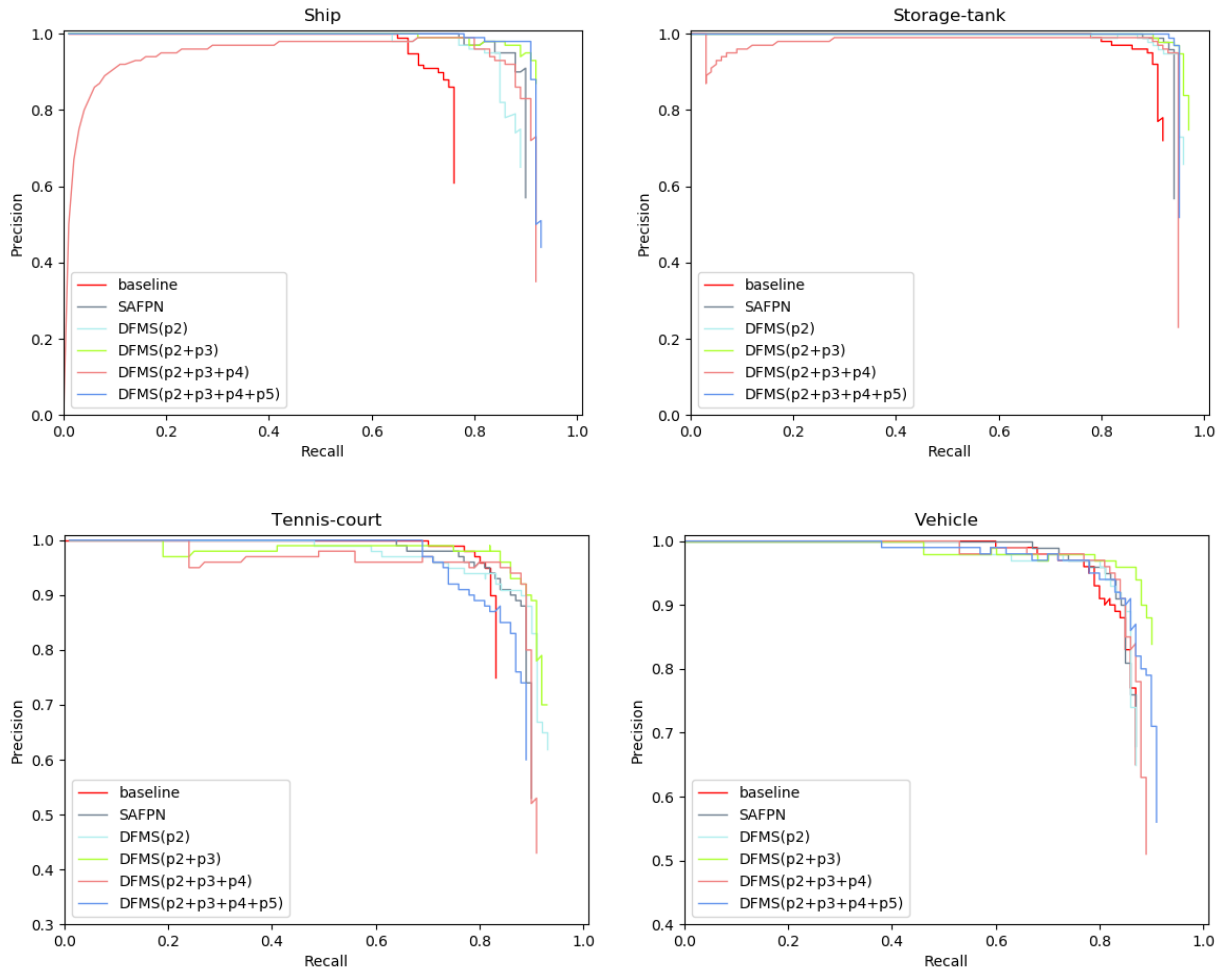 Ship
1.0
0.8
0.6
0.4
0.2
0.0
Precision
baseline
SAFPN
DFMS(p2)
DFMS(p2+p3)
DFMS(p2+p3+p4)
DFMS(p2+p3+p4+p5)
0.0 0.2 0.4 0.6 0.8 1.0
Recall
Storage-tank
1.0
0.8
0.6
0.4
0.2
0.0
Precision
baseline
SAFPN
DFMS(p2)
DFMS(p2+p3)
DFMS(p2+p3+p4)
DFMS(p2+p3+p4+p5)
0.0 0.2 0.4 0.6 0.8 1.0
Recall
Tennis-court
1.0
0.9
0.8
0.7
0.6
0.5
0.4
0.3
Precision
baseline
SAFPN
DFMS(p2)
DFMS(p2+p3)
DFMS(p2+p3+p4)
DFMS(p2+p3+p4+p5)
0.0 0.2 0.4 0.6 0.8 1.0
Recall
Vehicle
1.0
0.9
0.8
0.7
0.6
0.5
0.4
Precision
baseline
SAFPN
DFMS(p2)
DFMS(p2+p3)
DFMS(p2+p3+p4)
DFMS(p2+p3+p4+p5)
0.0 0.2 0.4 0.6 0.8 1.0
Recall